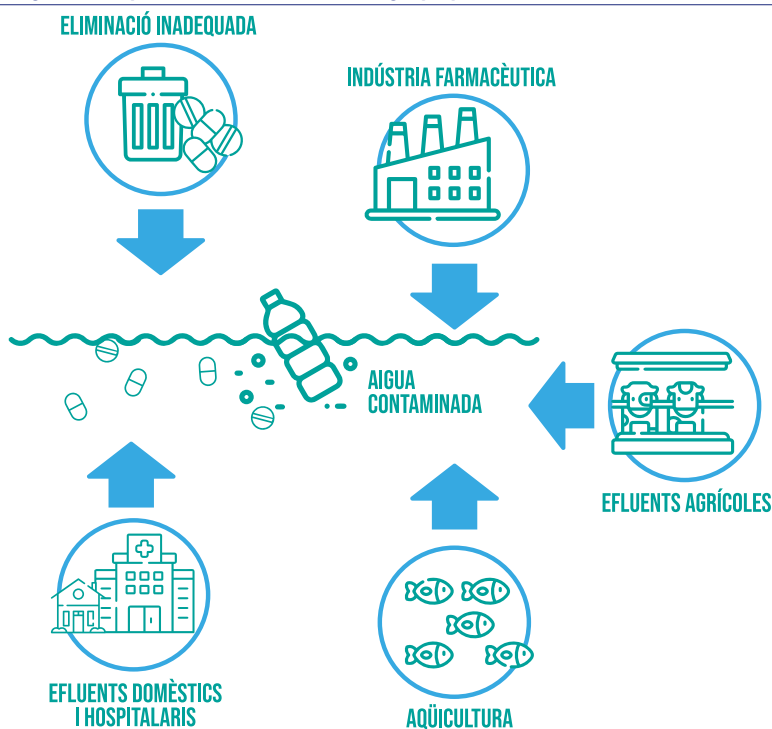 ELIMINACIÓ INADEQUADA
INDÚSTRIA FARMACÈUTICA
AIGUA
CONTAMINADA
EFLUENTS AGRÍCOLES
EFLUENTS DOMÈSTICS
I HOSPITALARIS
AQÜICULTURA